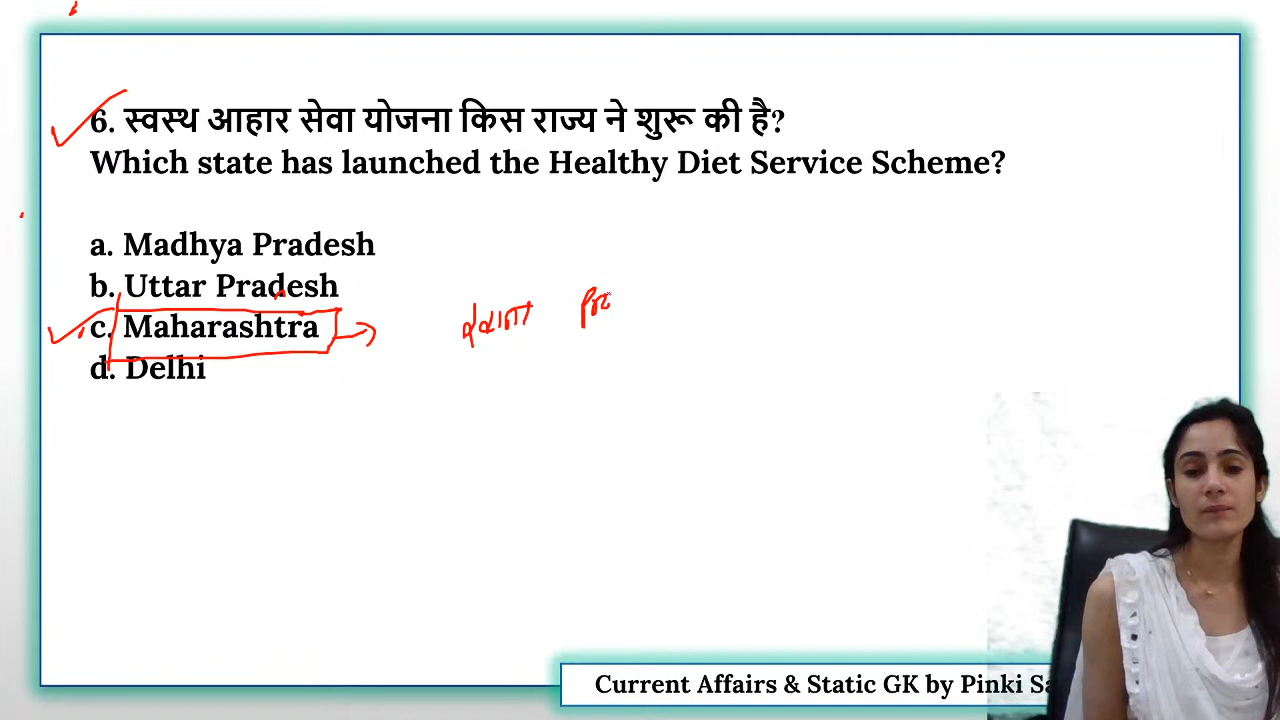 6. स्वस्थ आहार सेवा योजना किस राज्य ने शुरू की है?
Which state has launched the Healthy Diet Service Scheme?
a. Madhya Pradesh
b. Uttar Pradesh
c. Maharashtra
d. Delhi
Current Affairs & Static GK by Pinki